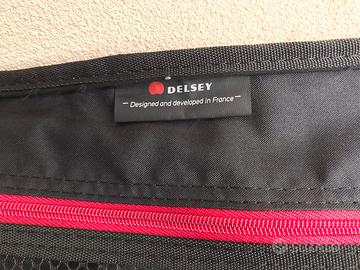 DELSEY
— Designed and developed in France —